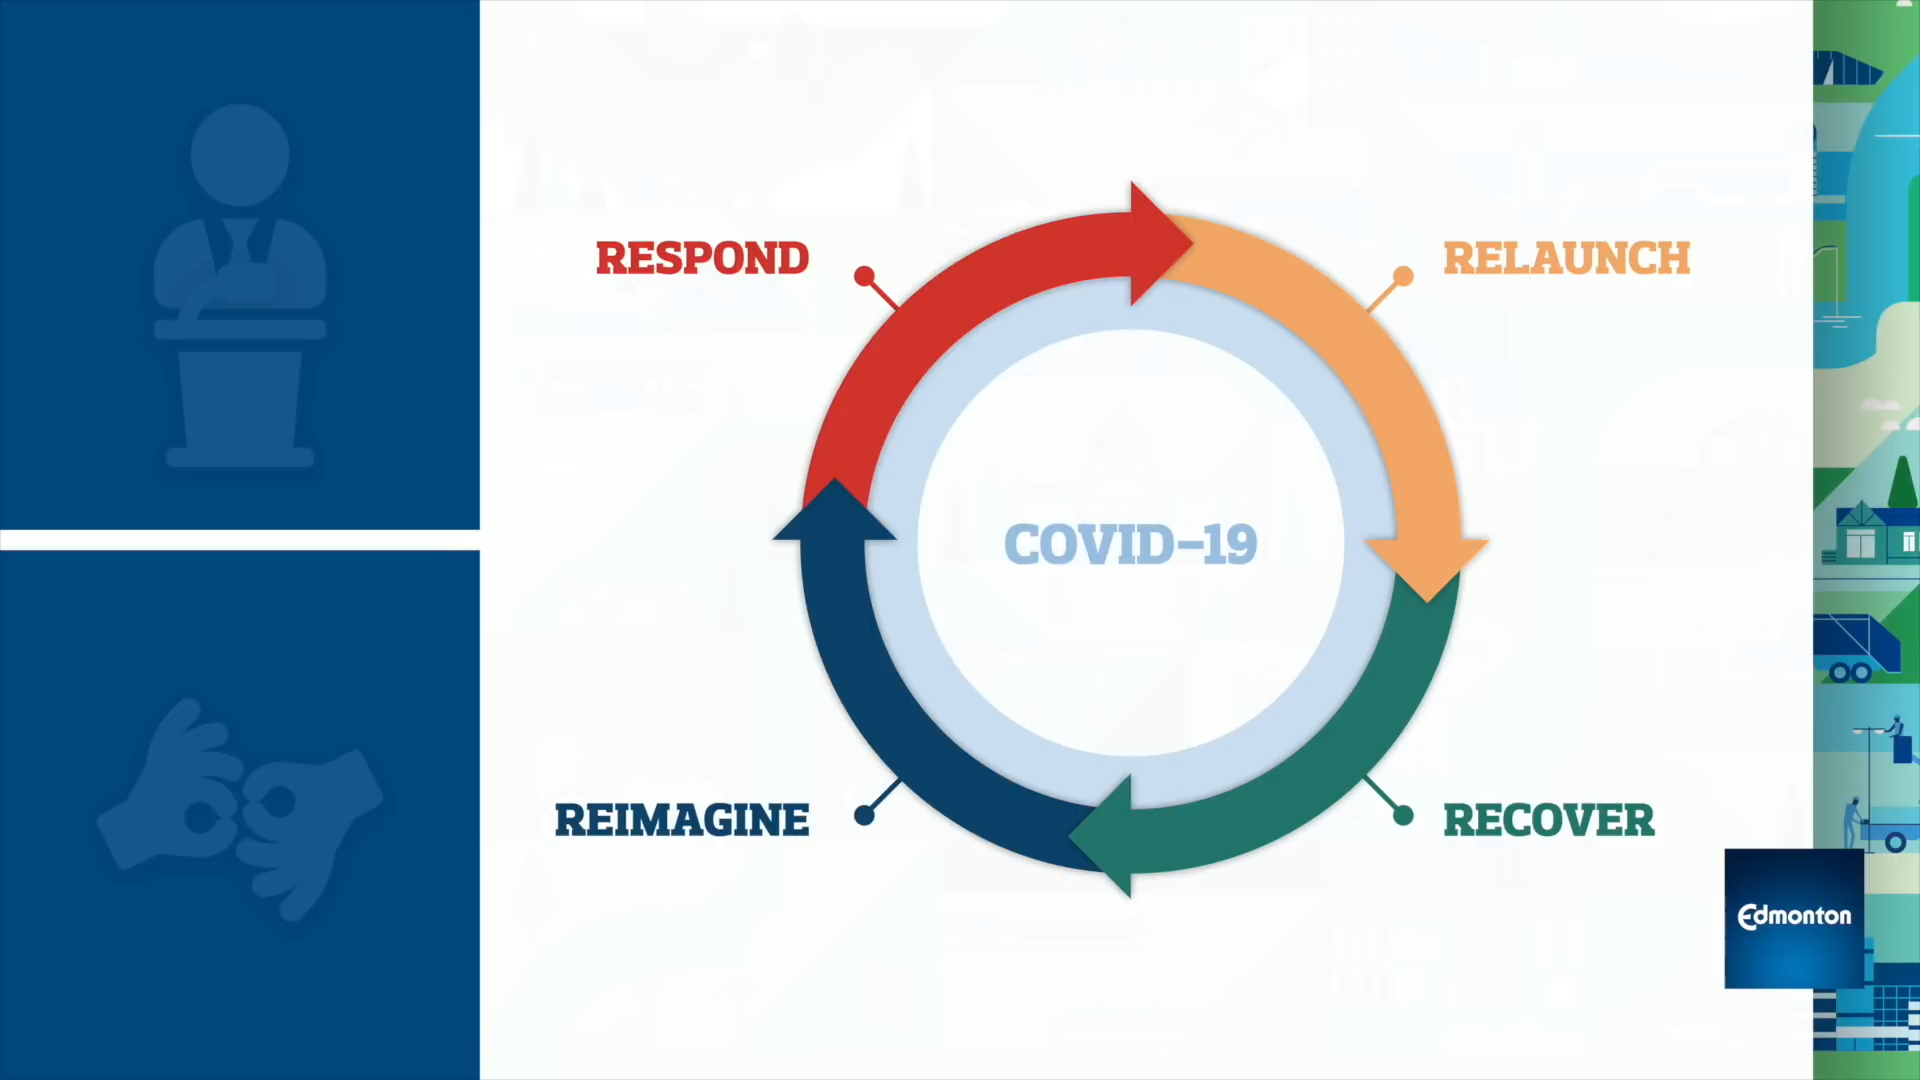 RESPOND
RELAUNCH
COVID-19
REIMAGINE
RECOVER
Edmonton